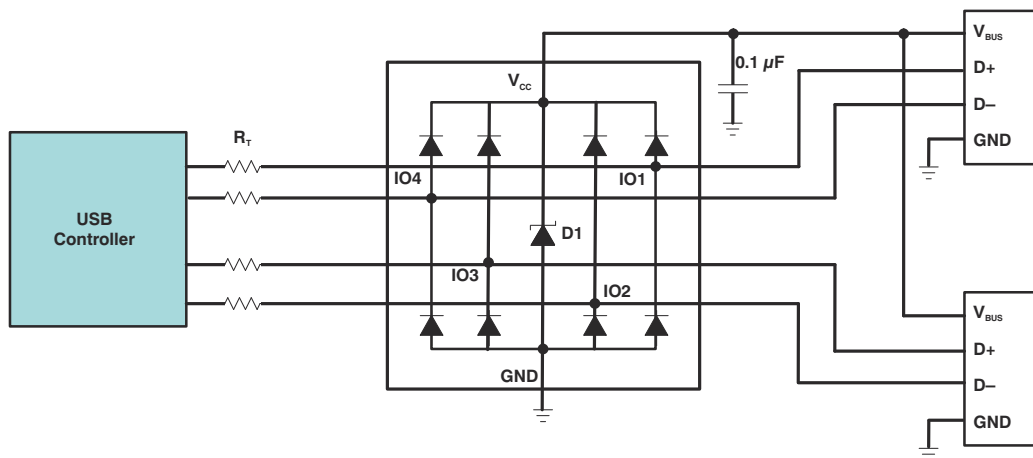 V_BUS
0.1 µF
D+
V_CC
D–
R_T
GND
IO4
IO1
USB
Controller
D1
IO3
IO2
V_BUS
D+
GND
D–
GND